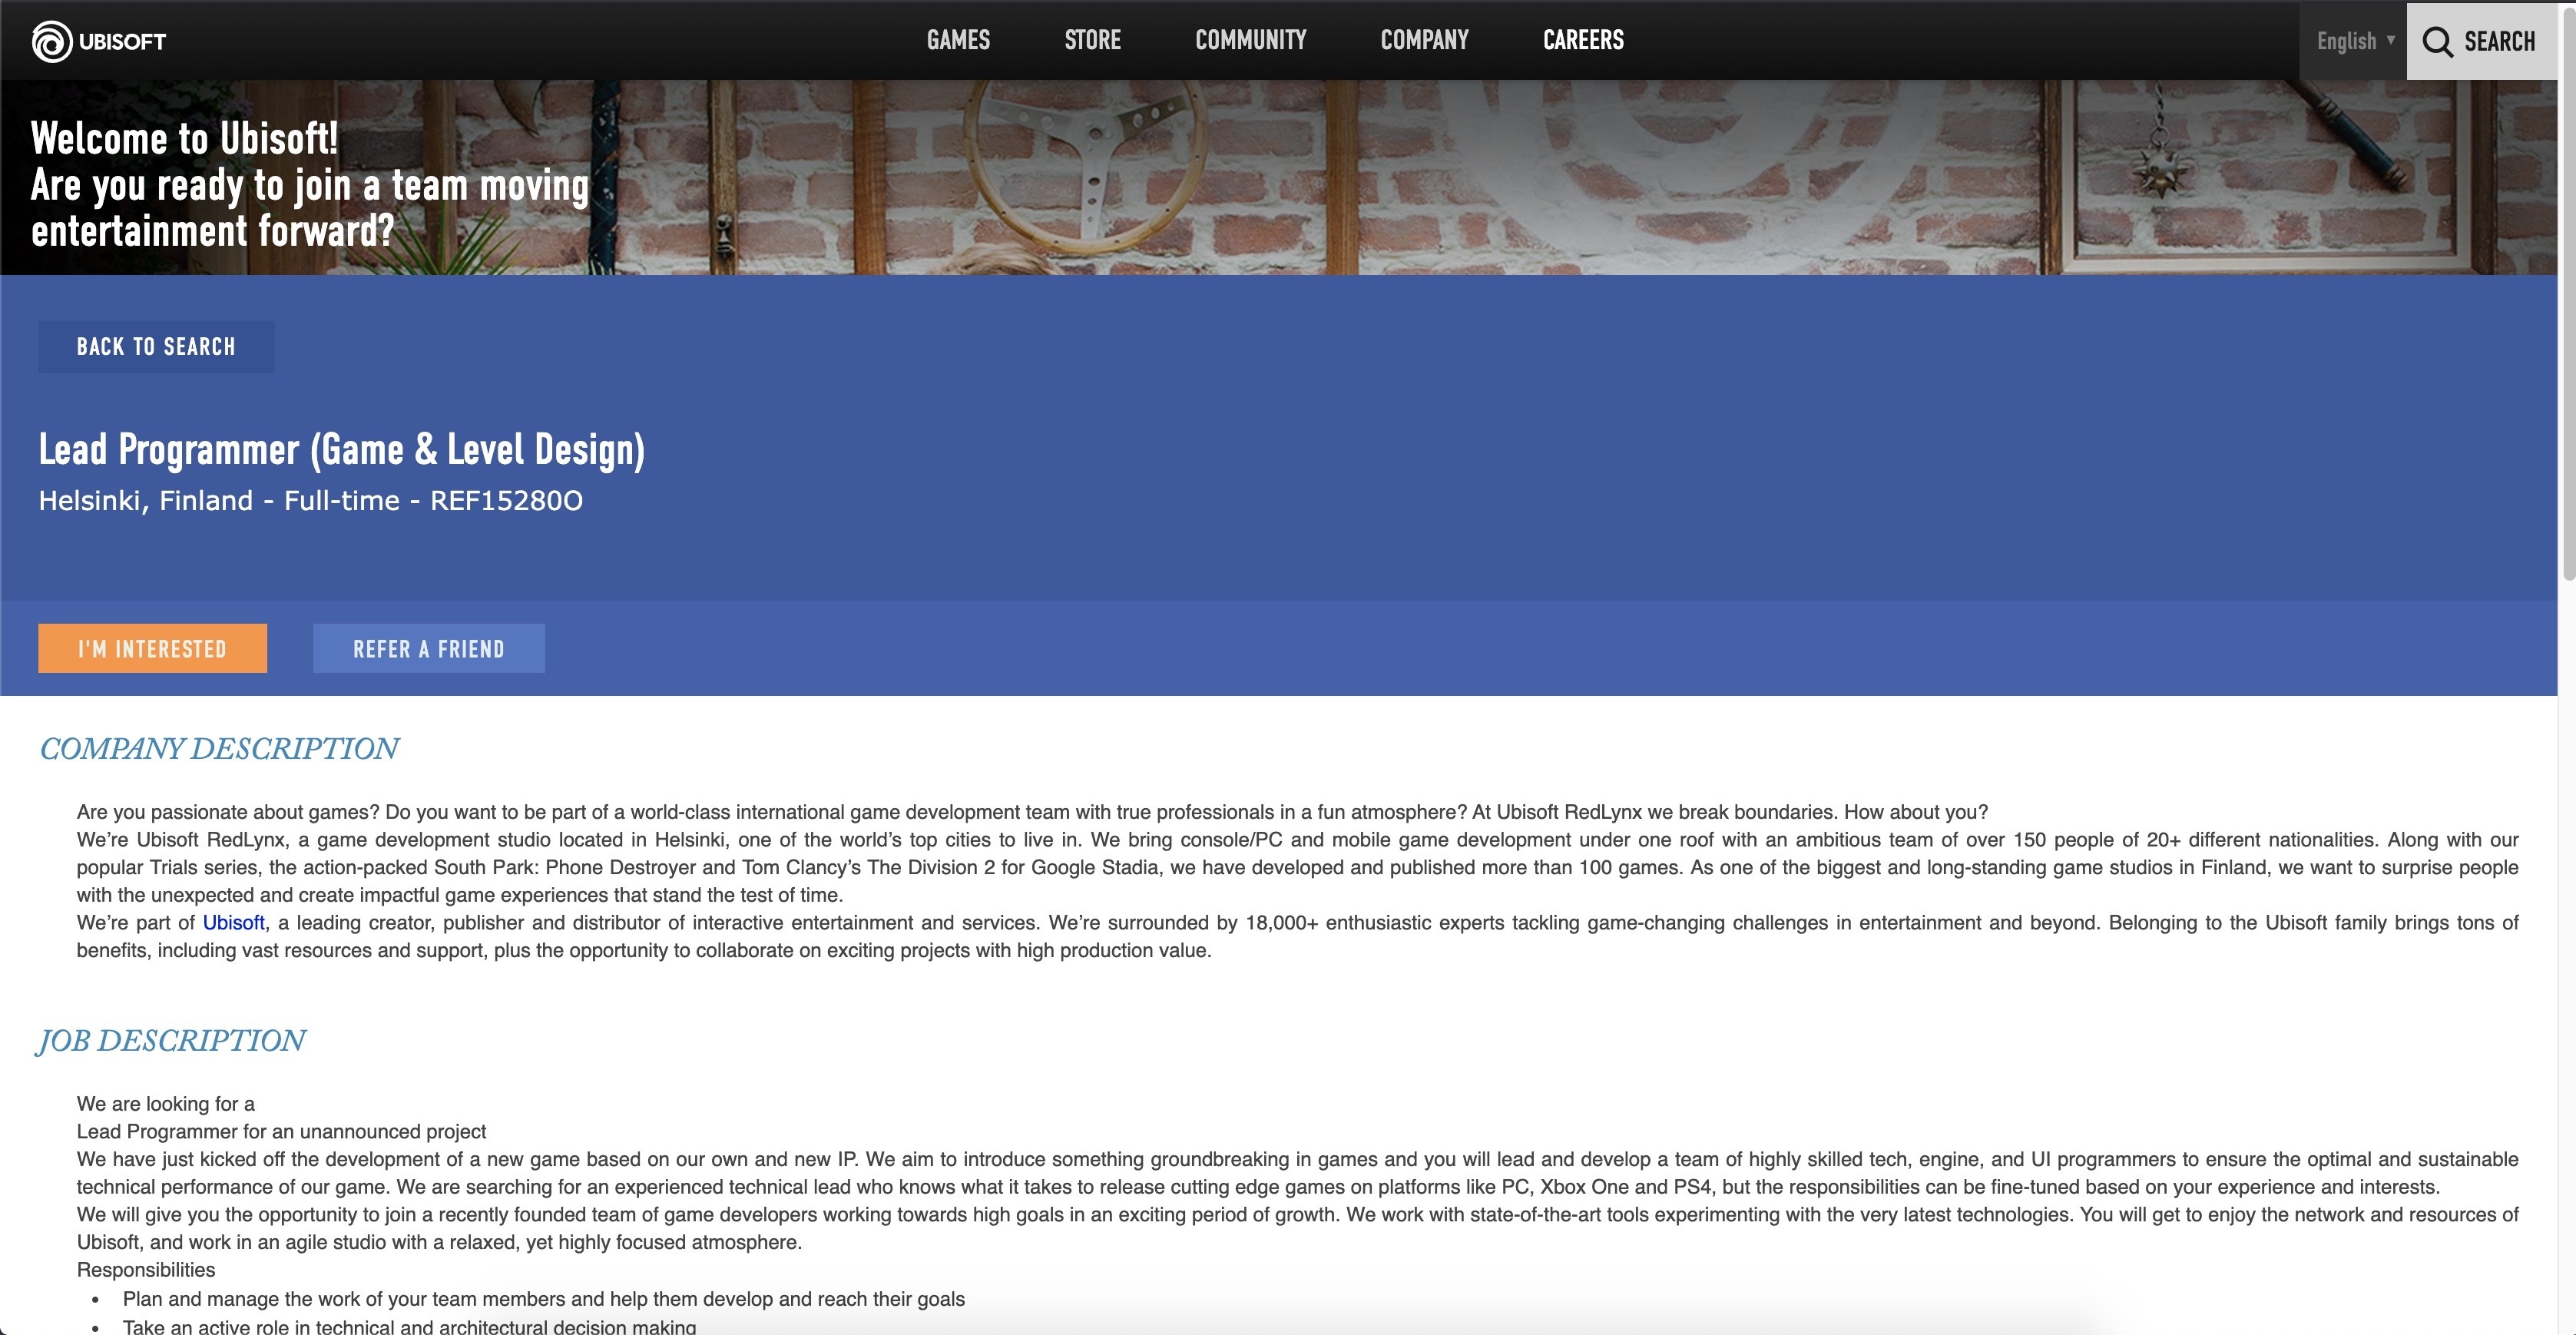 UBISOFT
GAMES STORE COMMUNITY COMPANY CAREERS
English ▼ SEARCH
Welcome to Ubisoft!
Are you ready to join a team moving
entertainment forward?
BACK TO SEARCH
Lead Programmer (Game & Level Design)
Helsinki, Finland - Full-time - REF15280O
I'M INTERESTED REFER A FRIEND
COMPANY DESCRIPTION
Are you passionate about games? Do you want to be part of a world-class international game development team with true professionals in a fun atmosphere? At Ubisoft RedLynx we break boundaries. How about you?
We’re Ubisoft RedLynx, a game development studio located in Helsinki, one of the world’s top cities to live in. We bring console/PC and mobile game development under one roof with an ambitious team of over 150 people of 20+ different nationalities. Along with our
popular Trials series, the action-packed South Park: Phone Destroyer and Tom Clancy’s The Division 2 for Google Stadia, we have developed and published more than 100 games. As one of the biggest and long-standing game studios in Finland, we want to surprise people
with the unexpected and create impactful game experiences that stand the test of time.
We’re part of Ubisoft, a leading creator, publisher and distributor of interactive entertainment and services. We’re surrounded by 18,000+ enthusiastic experts tackling game-changing challenges in entertainment and beyond. Belonging to the Ubisoft family brings tons of
benefits, including vast resources and support, plus the opportunity to collaborate on exciting projects with high production value.
JOB DESCRIPTION
We are looking for a
Lead Programmer for an unannounced project
We have just kicked off the development of a new game based on our own and new IP. We aim to introduce something groundbreaking in games and you will lead and develop a team of highly skilled tech, engine, and UI programmers to ensure the optimal and sustainable
technical performance of our game. We are searching for an experienced technical lead who knows what it takes to release cutting edge games on platforms like PC, Xbox One and PS4, but the responsibilities can be fine-tuned based on your experience and interests.
We will give you the opportunity to join a recently founded team of game developers working towards high goals in an exciting period of growth. We work with state-of-the-art tools experimenting with the very latest technologies. You will get to enjoy the network and resources of
Ubisoft, and work in an agile studio with a relaxed, yet highly focused atmosphere.
Responsibilities
• Plan and manage the work of your team members and help them develop and reach their goals
• Take an active role in technical and architectural decision making